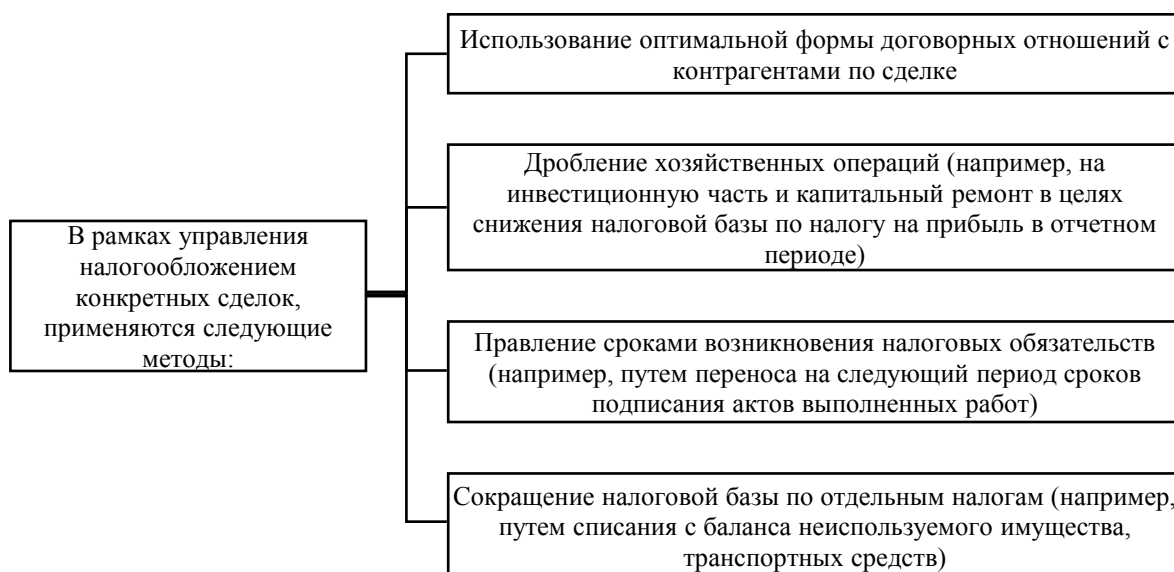 В рамках управления
налогообложением
конкретных сделок,
применяются следующие
методы:
Использование оптимальной формы договорных отношений с
контрагентами по сделке
Дробление хозяйственных операций (например, на
инвестиционную часть и капитальный ремонт в целях
снижения налоговой базы по налогу на прибыль в отчетном
периоде)
Правление сроками возникновения налоговых обязательств
(например, путем переноса на следующий период сроков
подписания актов выполненных работ)
Сокращение налоговой базы по отдельным налогам (например,
путем списания с баланса неиспользуемого имущества,
транспортных средств)